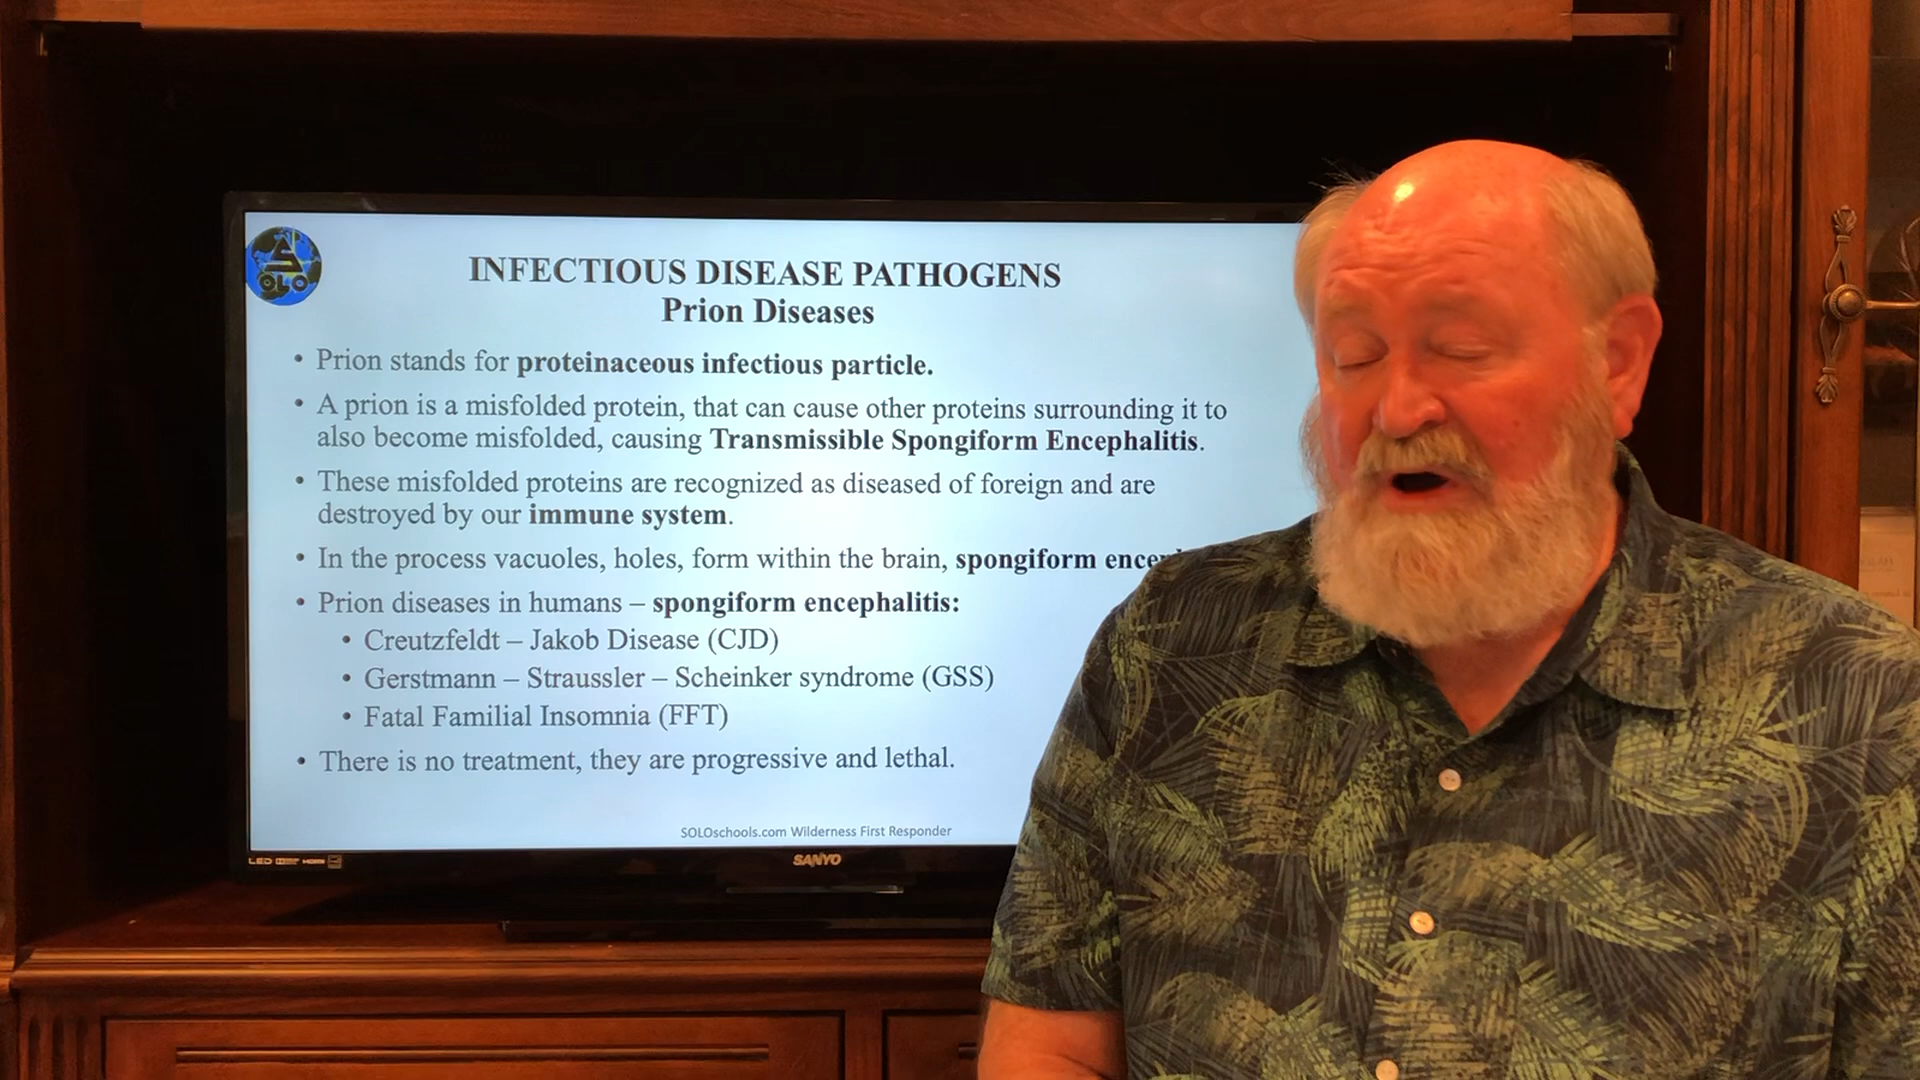 SOLO
INFECTIOUS DISEASE PATHOGENS
Prion Diseases
• Prion stands for proteinaceous infectious particle.
• A prion is a misfolded protein, that can cause other proteins surrounding it to
also become misfolded, causing Transmissible Spongiform Encephalitis.
• These misfolded proteins are recognized as diseased of foreign and are
destroyed by our immune system.
• In the process vacuoles, holes, form within the brain, spongiform
• Prion diseases in humans – spongiform encephalitis:
• Creutzfeldt – Jakob Disease (CJD)
• Gerstmann – Straussler – Scheinker syndrome (GSS)
• Fatal Familial Insomnia (FFT)
• There is no treatment, they are progressive and lethal.
SOLOschools.com Wilderness First Responder
LED HDMI
SANYO